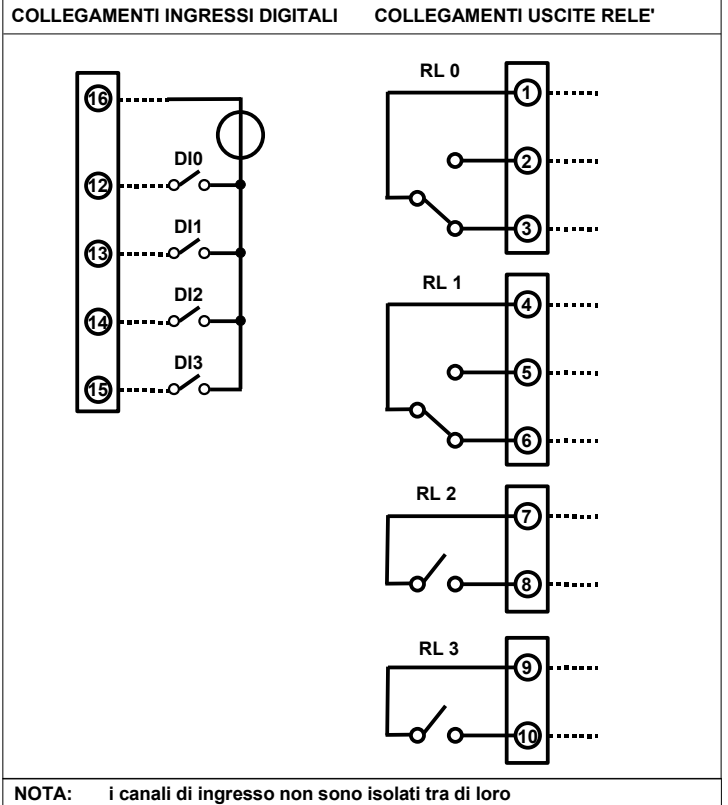 COLLEGAMENTI INGRESSI DIGITALI
COLLEGAMENTI USCITE RELE'
16
DI0
12
DI1
13
DI2
14
DI3
15
RL 0
1
2
3
RL 1
4
5
6
RL 2
7
8
RL 3
9
10
NOTA: i canali di ingresso non sono isolati tra di loro